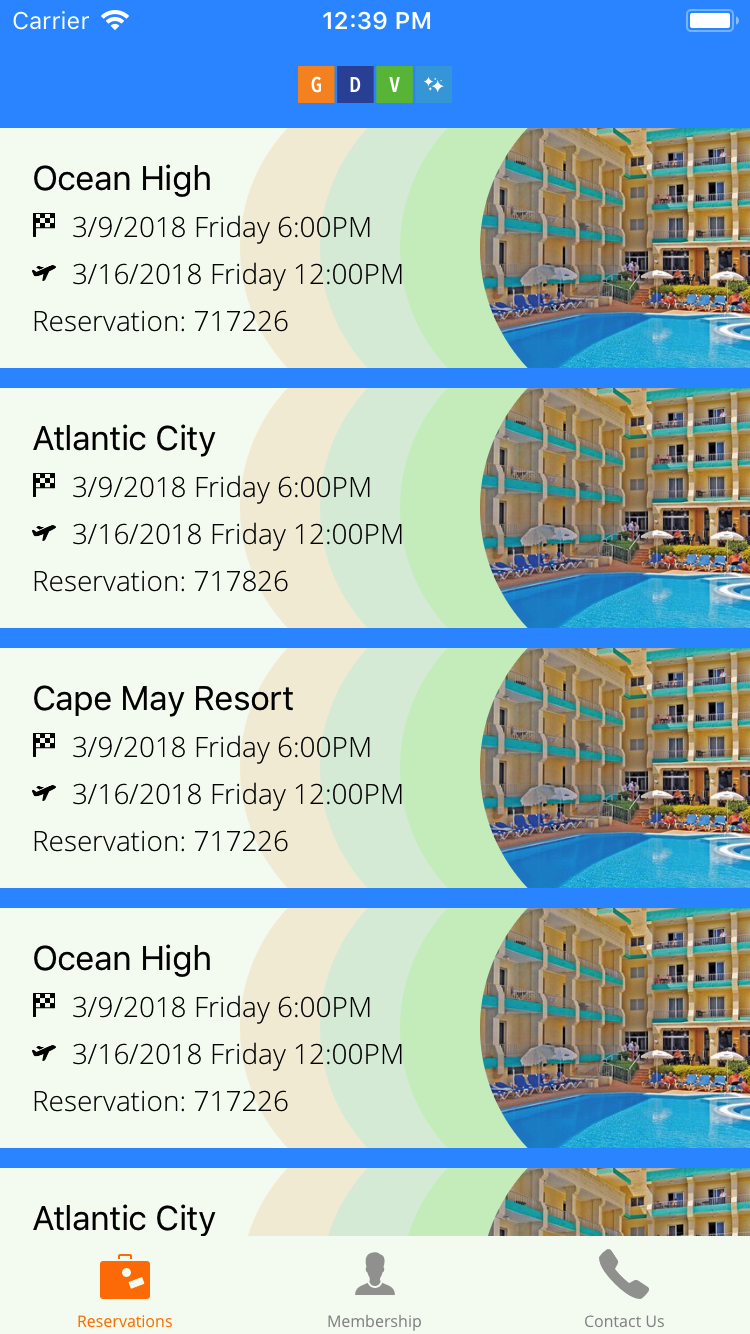 Carrier 12:39 PM
G D V
Ocean High
3/9/2018 Friday 6:00PM
3/16/2018 Friday 12:00PM
Reservation: 717226
Atlantic City
3/9/2018 Friday 6:00PM
3/16/2018 Friday 12:00PM
Reservation: 717826
Cape May Resort
3/9/2018 Friday 6:00PM
3/16/2018 Friday 12:00PM
Reservation: 717226
Ocean High
3/9/2018 Friday 6:00PM
3/16/2018 Friday 12:00PM
Reservation: 717226
Atlantic City
Reservations Membership Contact Us